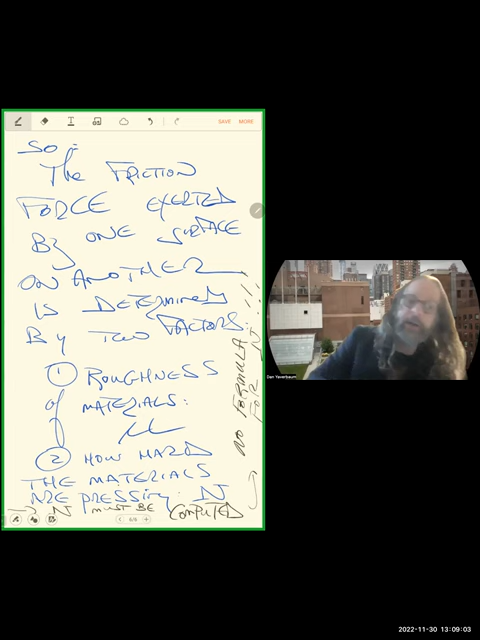 SAVE MORE
SO:
The FRICTION
FORCE EXERTED
BY ONE SURFACE
ON ANOTHER
IS DETERMINED
BY TWO FACTORS:
① ROUGHNESS
of MATERIALS:
μ
② HOW HARD
THE MATERIALS
ARE PRESSING: N
→ N MUST BE COMPUTED
NO FORMULA
FOR N!!!
6/6
Dan Yaverbaum
2022-11-30 13:09:03